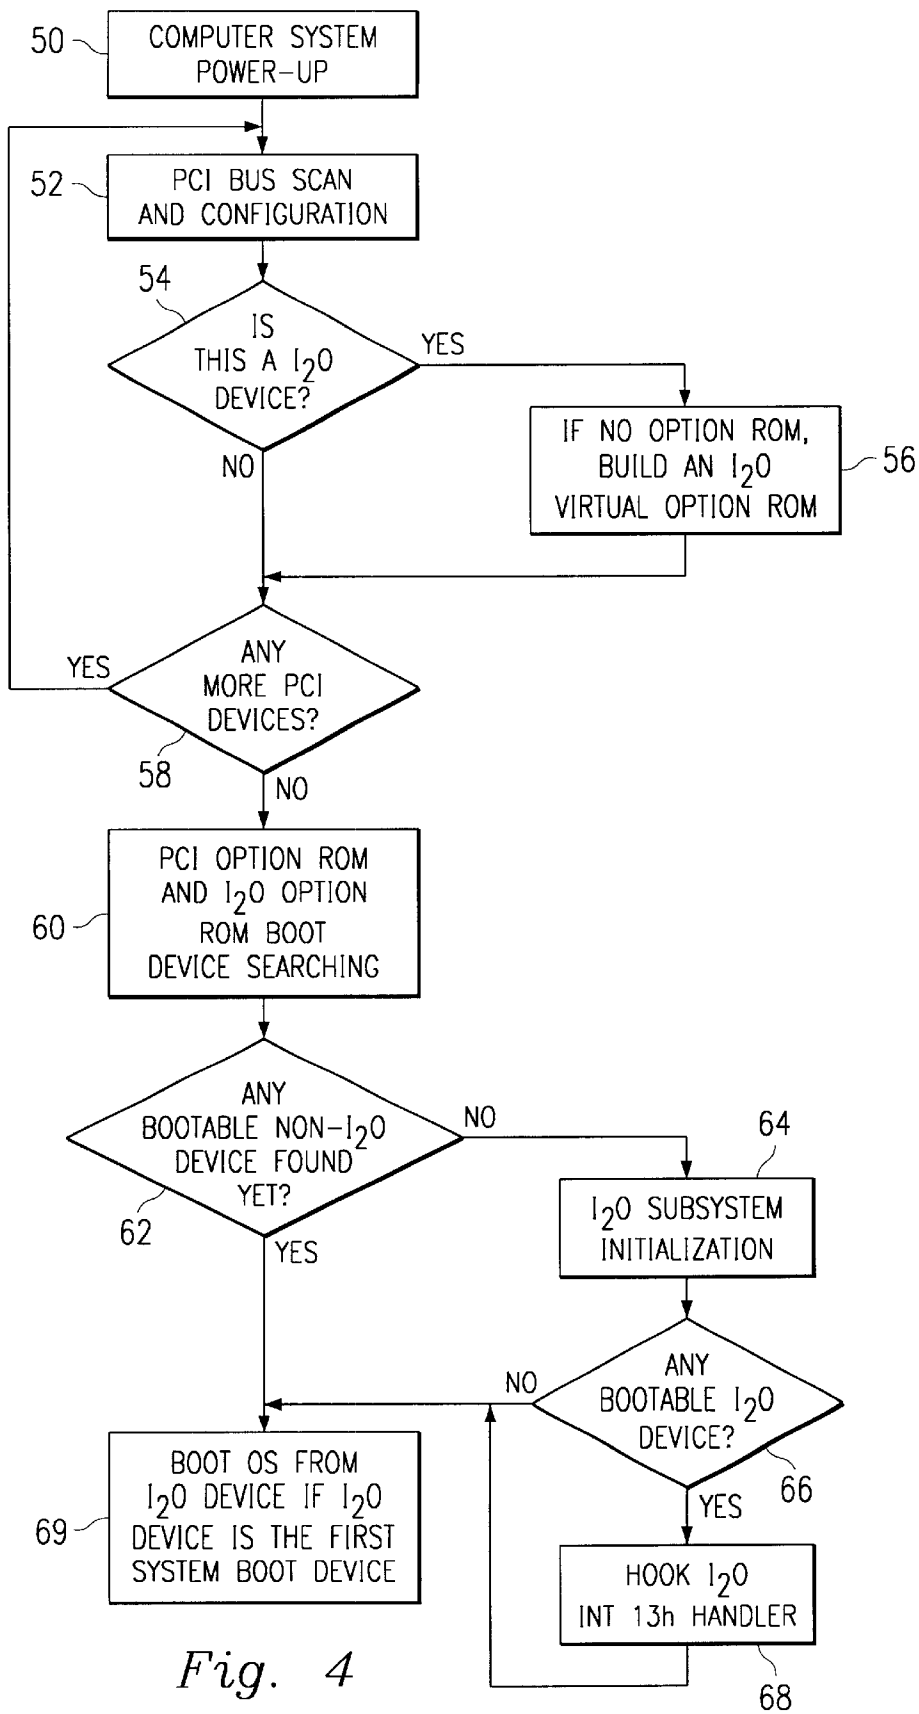 50
COMPUTER SYSTEM
POWER-UP
52
PCI BUS SCAN
AND CONFIGURATION
54
IS
THIS A I₂O
DEVICE?
YES
NO
IF NO OPTION ROM,
BUILD AN I₂O
VIRTUAL OPTION ROM
56
YES
ANY
MORE PCI
DEVICES?
58
NO
60
PCI OPTION ROM
AND I₂O OPTION
ROM BOOT
DEVICE SEARCHING
ANY
BOOTABLE NON-I₂O
DEVICE FOUND
YET?
62
NO
YES
64
I₂O SUBSYSTEM
INITIALIZATION
NO
ANY
BOOTABLE I₂O
DEVICE?
66
YES
69
BOOT OS FROM
I₂O DEVICE IF I₂O
DEVICE IS THE FIRST
SYSTEM BOOT DEVICE
HOOK I₂O
INT 13h HANDLER
68
Fig. 4